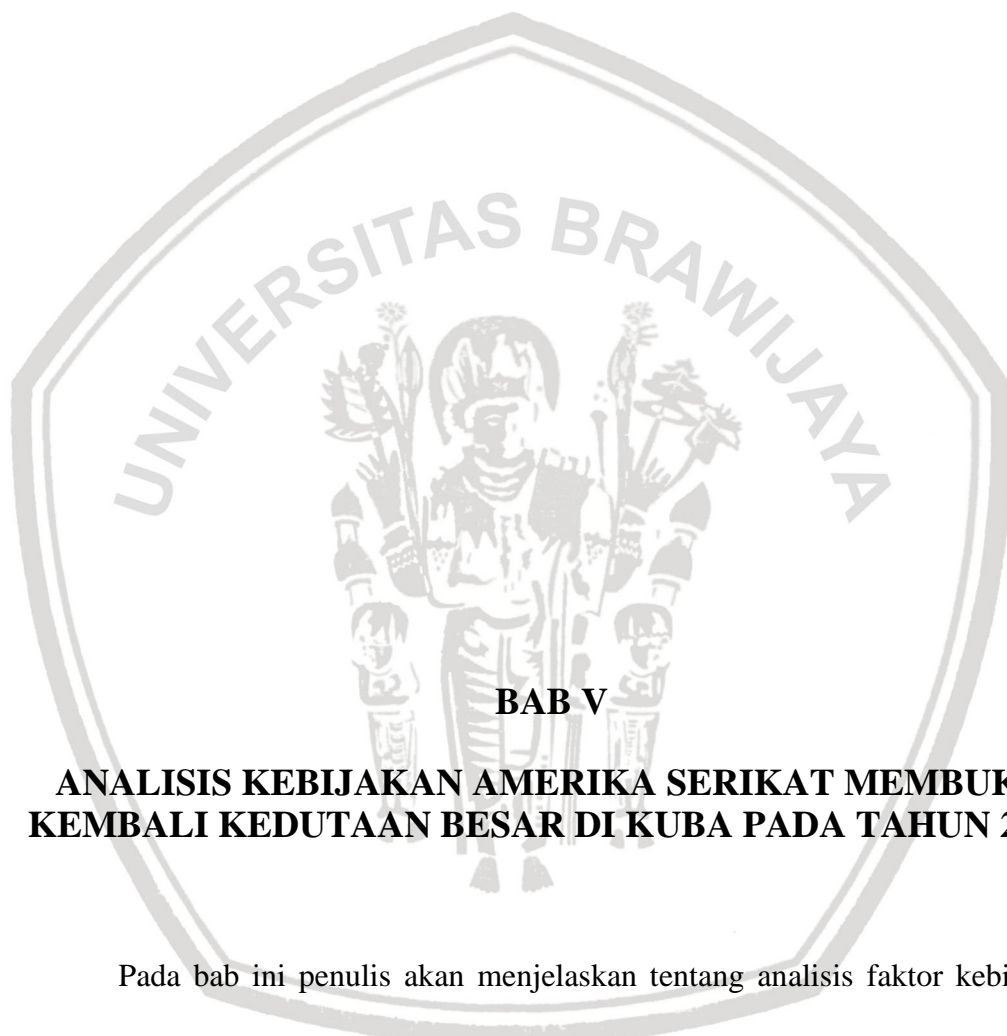 UNIVERSITAS BRAWIJAYA
BAB V
ANALISIS KEBIJAKAN AMERIKA SERIKAT MEMBUK
KEMBALI KEDUTAAN BESAR DI KUBA PADA TAHUN 2
Pada bab ini penulis akan menjelaskan tentang analisis faktor kebi